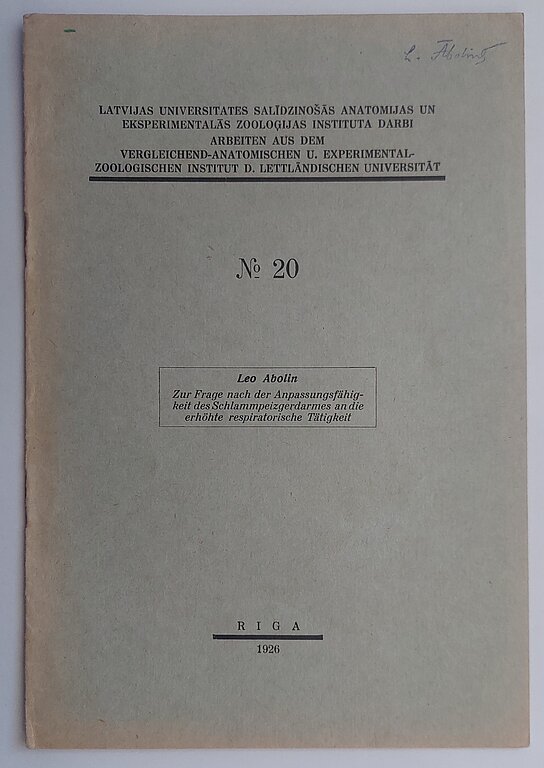 L. Āboliņš
LATVIJAS UNIVERSITATES SALĪDZINOŠĀS ANATOMIJAS UN
EKSPERIMENTALĀS ZOOLOĢIJAS INSTITUTA DARBI
ARBEITEN AUS DEM
VERGLEICHEND-ANATOMISCHEN U. EXPERIMENTAL-
ZOOLOGISCHEN INSTITUT D. LETTLÄNDISCHEN UNIVERSITÄT
№ 20
Leo Abolin
Zur Frage nach der Anpassungsfähig-
keit des Schlammpeizgerdarmes an die
erhöhte respiratorische Tätigkeit
RIGA
1926